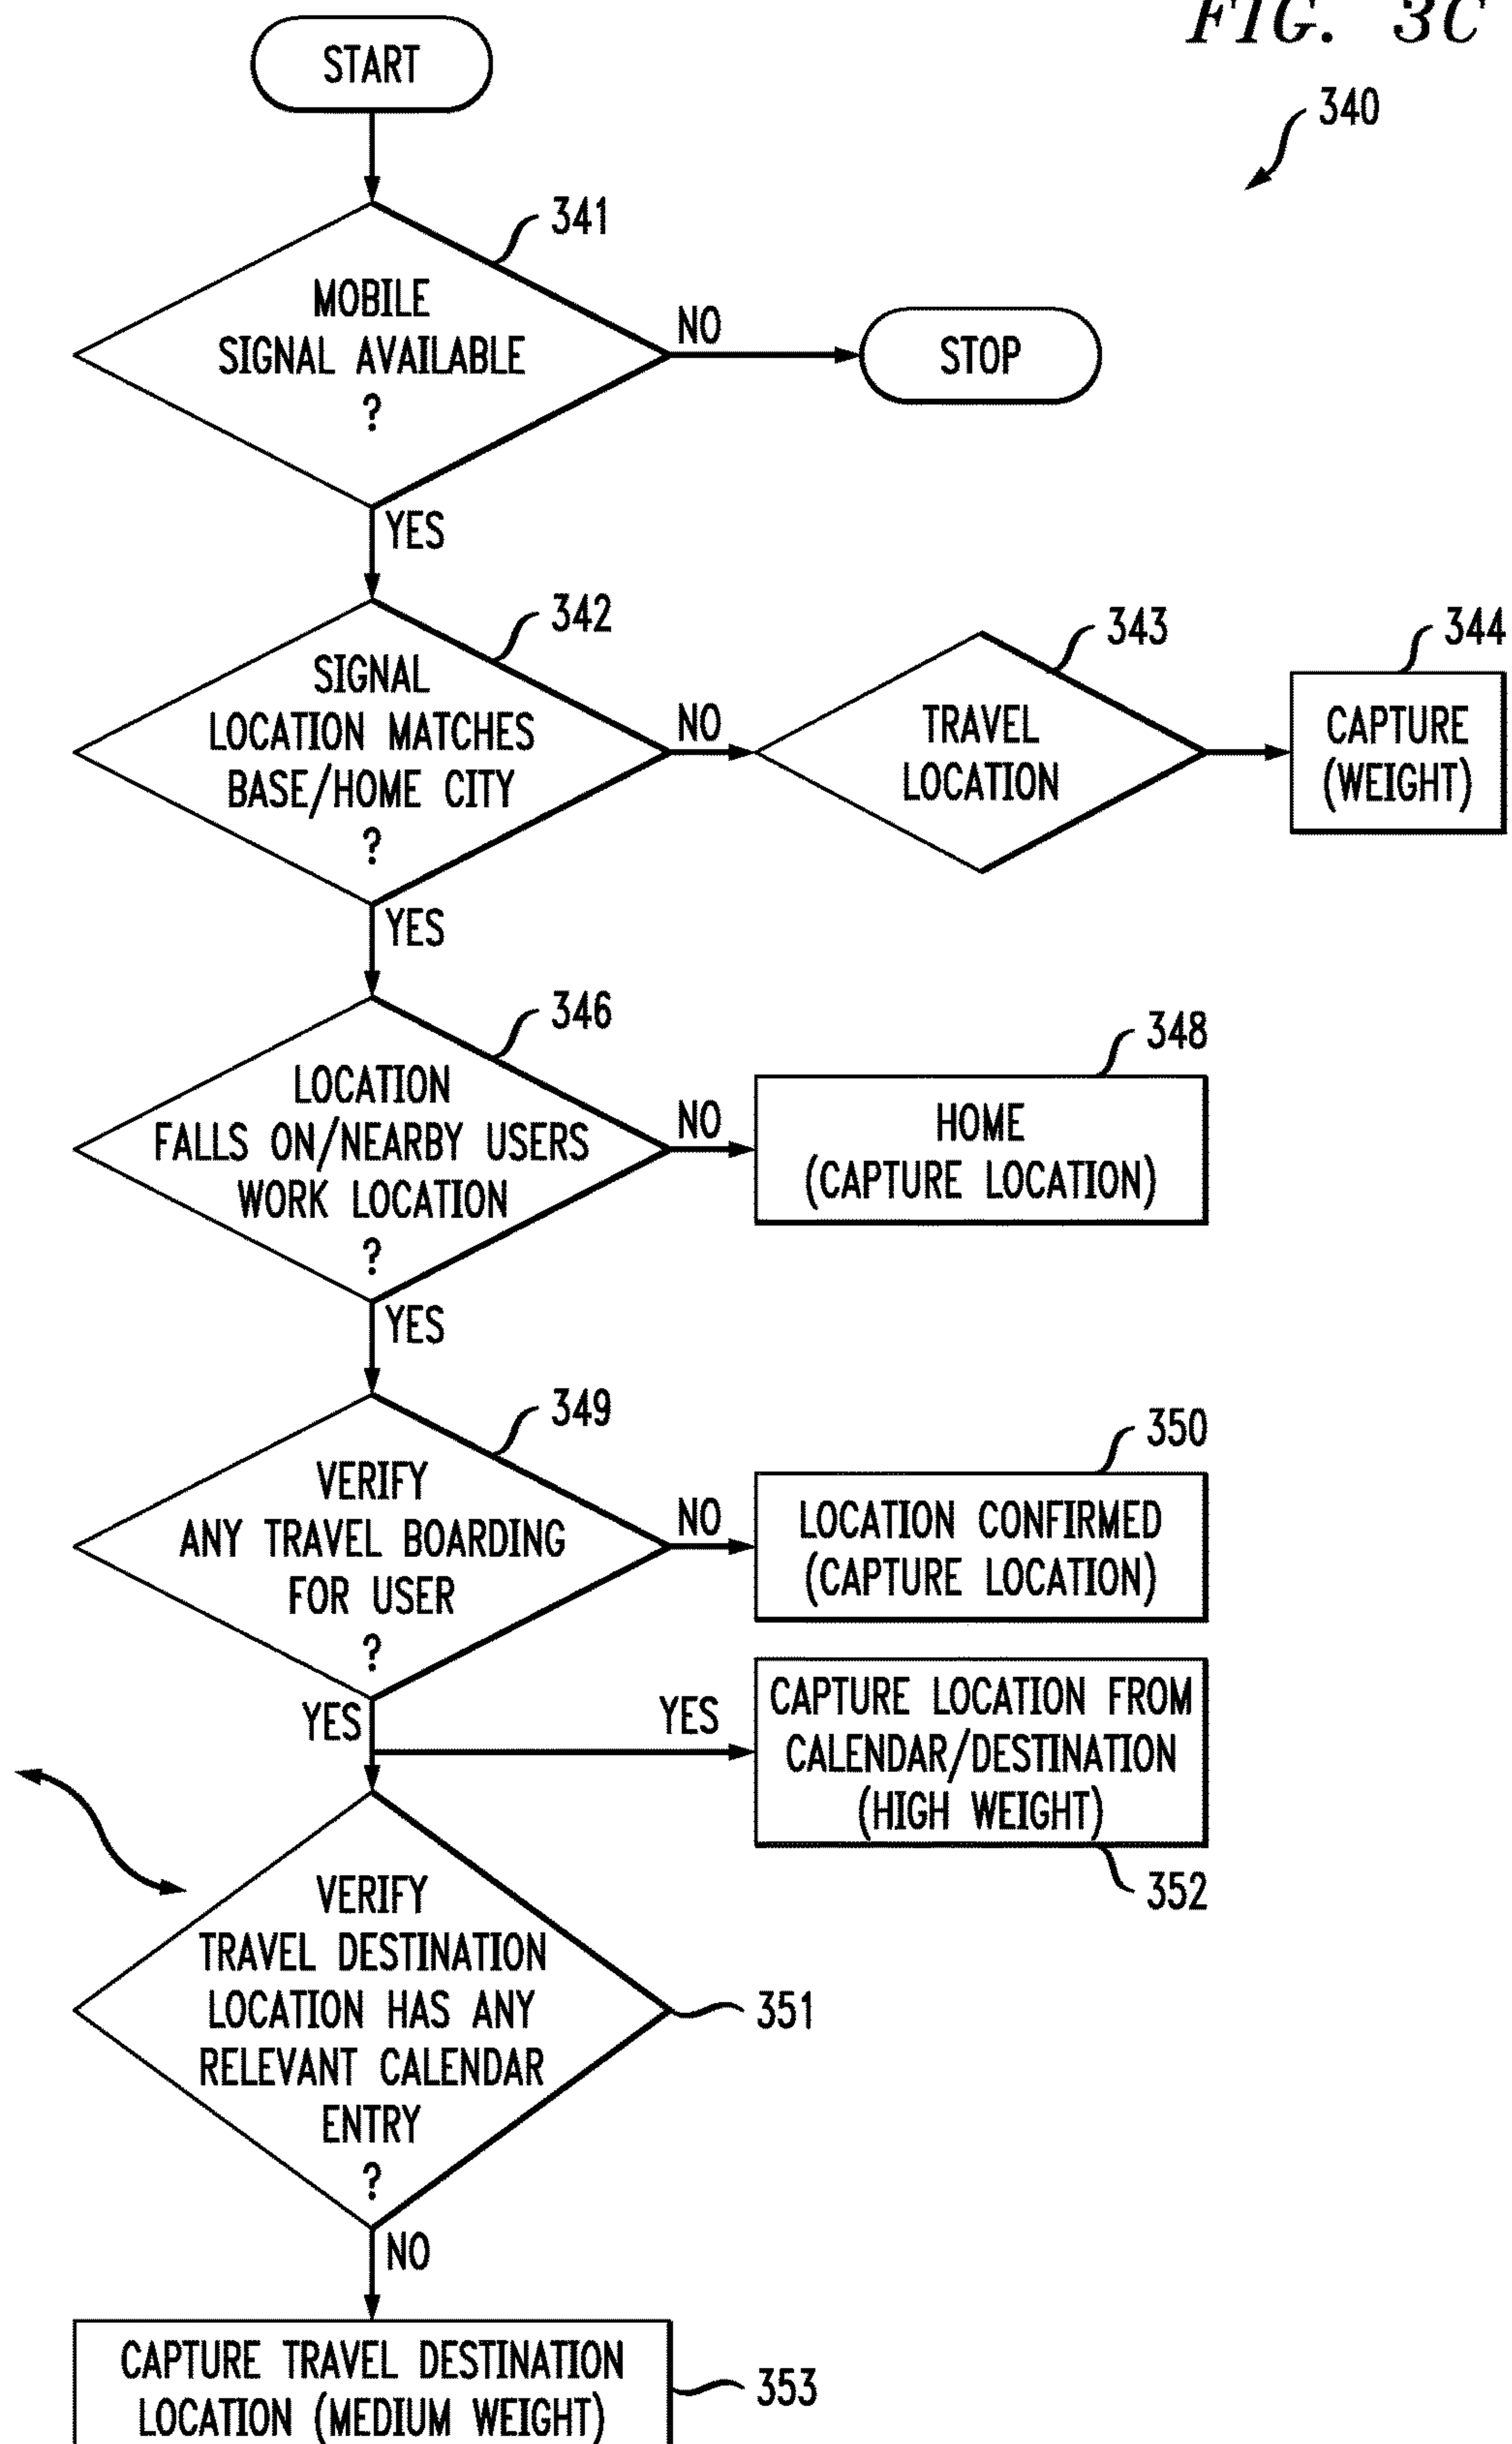 FIG. 3C
START
340
341
MOBILE
SIGNAL AVAILABLE
?
NO
STOP
YES
342
SIGNAL
LOCATION MATCHES
BASE/HOME CITY
?
NO
343
TRAVEL
LOCATION
344
CAPTURE
(WEIGHT)
YES
346
LOCATION
FALLS ON/NEARBY USERS
WORK LOCATION
?
NO
348
HOME
(CAPTURE LOCATION)
YES
349
VERIFY
ANY TRAVEL BOARDING
FOR USER
?
NO
350
LOCATION CONFIRMED
(CAPTURE LOCATION)
YES
YES
CAPTURE LOCATION FROM
CALENDAR/DESTINATION
(HIGH WEIGHT)
352
VERIFY
TRAVEL DESTINATION
LOCATION HAS ANY
RELEVANT CALENDAR
ENTRY
?
351
NO
CAPTURE TRAVEL DESTINATION
LOCATION (MEDIUM WEIGHT)
353